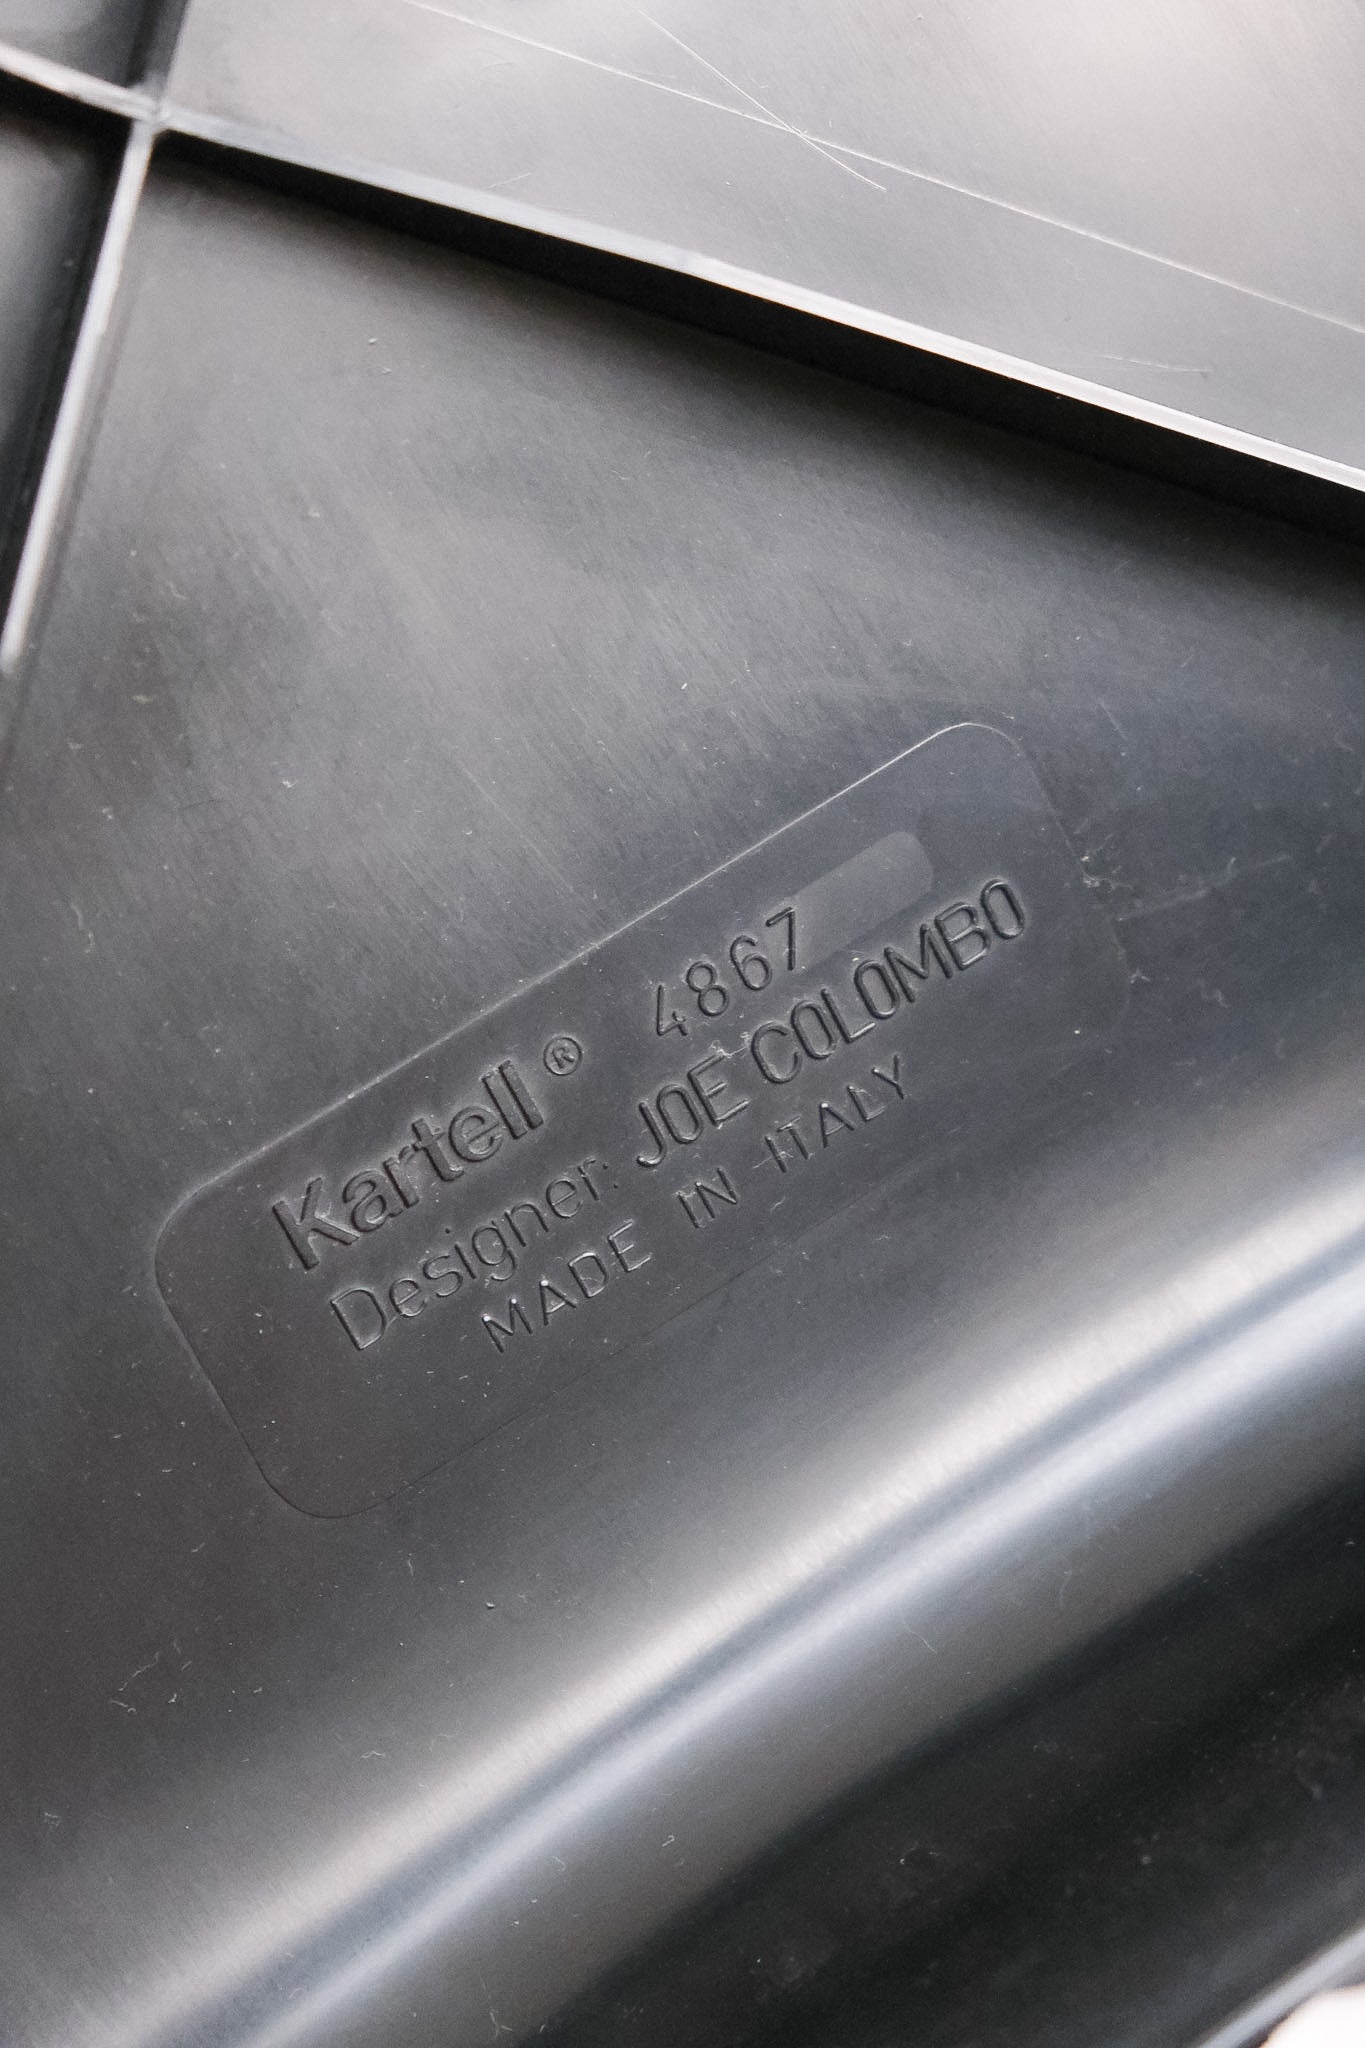 Kartell® 4867
Designer: JOE COLOMBO
MADE IN ITALY